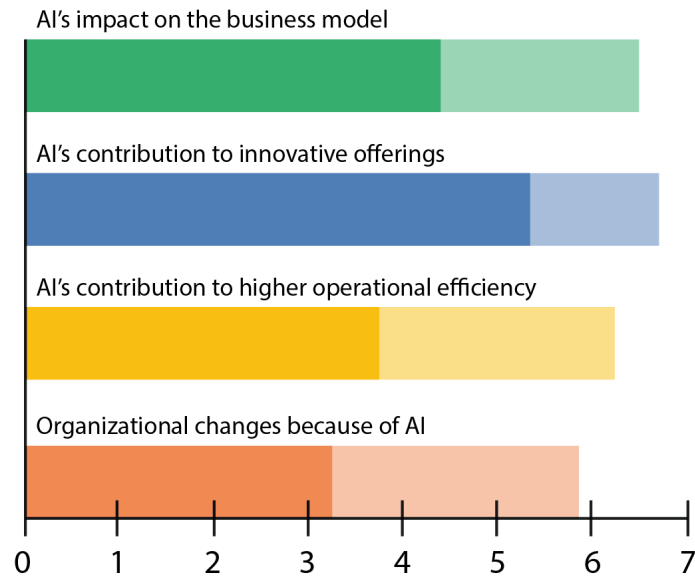 AI’s impact on the business model
AI’s contribution to innovative offerings
AI’s contribution to higher operational efficiency
Organizational changes because of AI
0 1 2 3 4 5 6 7